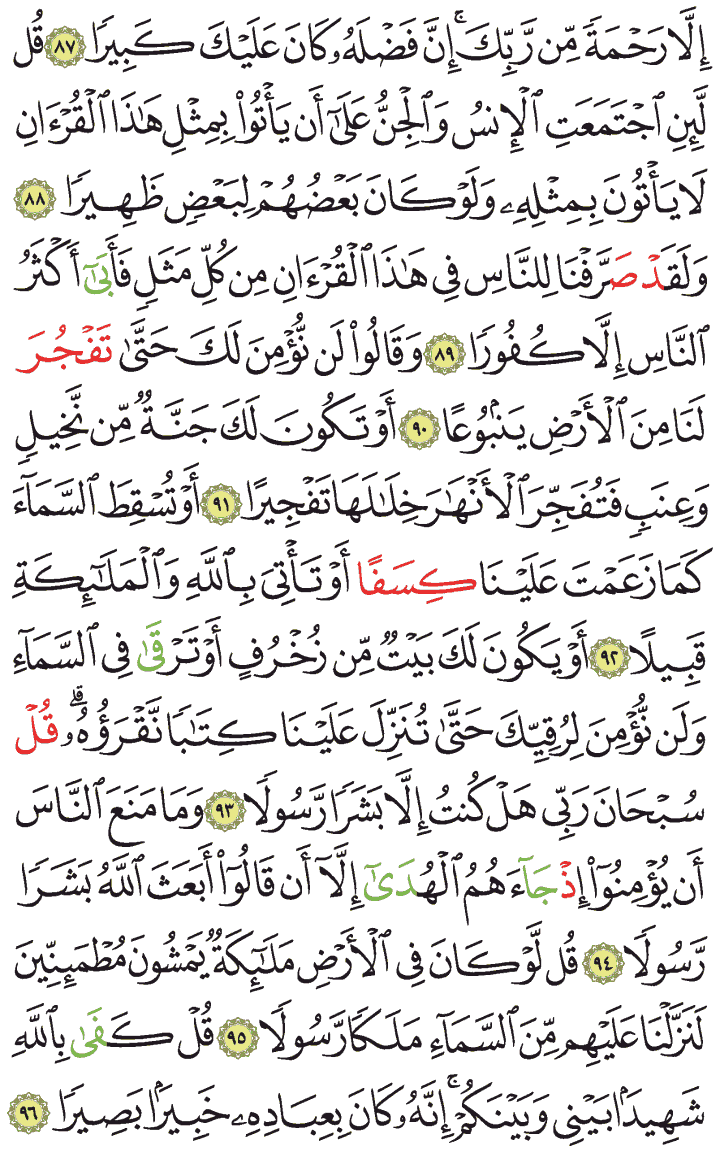 إِلَّا رَحْمَةً مِّن رَّبِّكَ ۚ إِنَّ فَضْلَهُۥ كَانَ عَلَيْكَ كَبِيرًا ٨٧ قُل
لَّئِنِ ٱجْتَمَعَتِ ٱلْإِنسُ وَٱلْجِنُّ عَلَىٰٓ أَن يَأْتُوا۟ بِمِثْلِ هَٰذَا ٱلْقُرْءَانِ
لَا يَأْتُونَ بِمِثْلِهِۦ وَلَوْ كَانَ بَعْضُهُمْ لِبَعْضٍ ظَهِيرًا ٨٨
وَلَقَدْ صَرَّفْنَا لِلنَّاسِ فِى هَٰذَا ٱلْقُرْءَانِ مِن كُلِّ مَثَلٍ فَأَبَىٰٓ أَكْثَرُ
ٱلنَّاسِ إِلَّا كُفُورًا ٨٩ وَقَالُوا۟ لَن نُّؤْمِنَ لَكَ حَتَّىٰ تَفْجُرَ
لَنَا مِنَ ٱلْأَرْضِ يَنۢبُوعًا ٩٠ أَوْ تَكُونَ لَكَ جَنَّةٌ مِّن نَّخِيلٍ
وَعِنَبٍ فَتُفَجِّرَ ٱلْأَنْهَٰرَ خِلَٰلَهَا تَفْجِيرًا ٩١ أَوْ تُسْقِطَ ٱلسَّمَآءَ
كَمَا زَعَمْتَ عَلَيْنَا كِسَفًا أَوْ تَأْتِىَ بِٱللَّهِ وَٱلْمَلَٰٓئِكَةِ
قَبِيلًا ٩٢ أَوْ يَكُونَ لَكَ بَيْتٌ مِّن زُخْرُفٍ أَوْ تَرْقَىٰ فِى ٱلسَّمَآءِ
وَلَن نُّؤْمِنَ لِرُقِيِّكَ حَتَّىٰ تُنَزِّلَ عَلَيْنَا كِتَٰبًا نَّقْرَؤُهُۥ ۗ قُلْ
سُبْحَانَ رَبِّى هَلْ كُنتُ إِلَّا بَشَرًا رَّسُولًا ٩٣ وَمَا مَنَعَ ٱلنَّاسَ
أَن يُؤْمِنُوٓا۟ إِذْ جَآءَهُمُ ٱلْهُدَىٰٓ إِلَّآ أَن قَالُوٓا۟ أَبَعَثَ ٱللَّهُ بَشَرًا
رَّسُولًا ٩٤ قُل لَّوْ كَانَ فِى ٱلْأَرْضِ مَلَٰٓئِكَةٌ يَمْشُونَ مُطْمَئِنِّينَ
لَنَزَّلْنَا عَلَيْهِم مِّنَ ٱلسَّمَآءِ مَلَكًا رَّسُولًا ٩٥ قُلْ كَفَىٰ بِٱللَّهِ
شَهِيدًۢا بَيْنِى وَبَيْنَكُمْ ۚ إِنَّهُۥ كَانَ بِعِبَادِهِۦ خَبِيرًۢا بَصِيرًا ٩٦